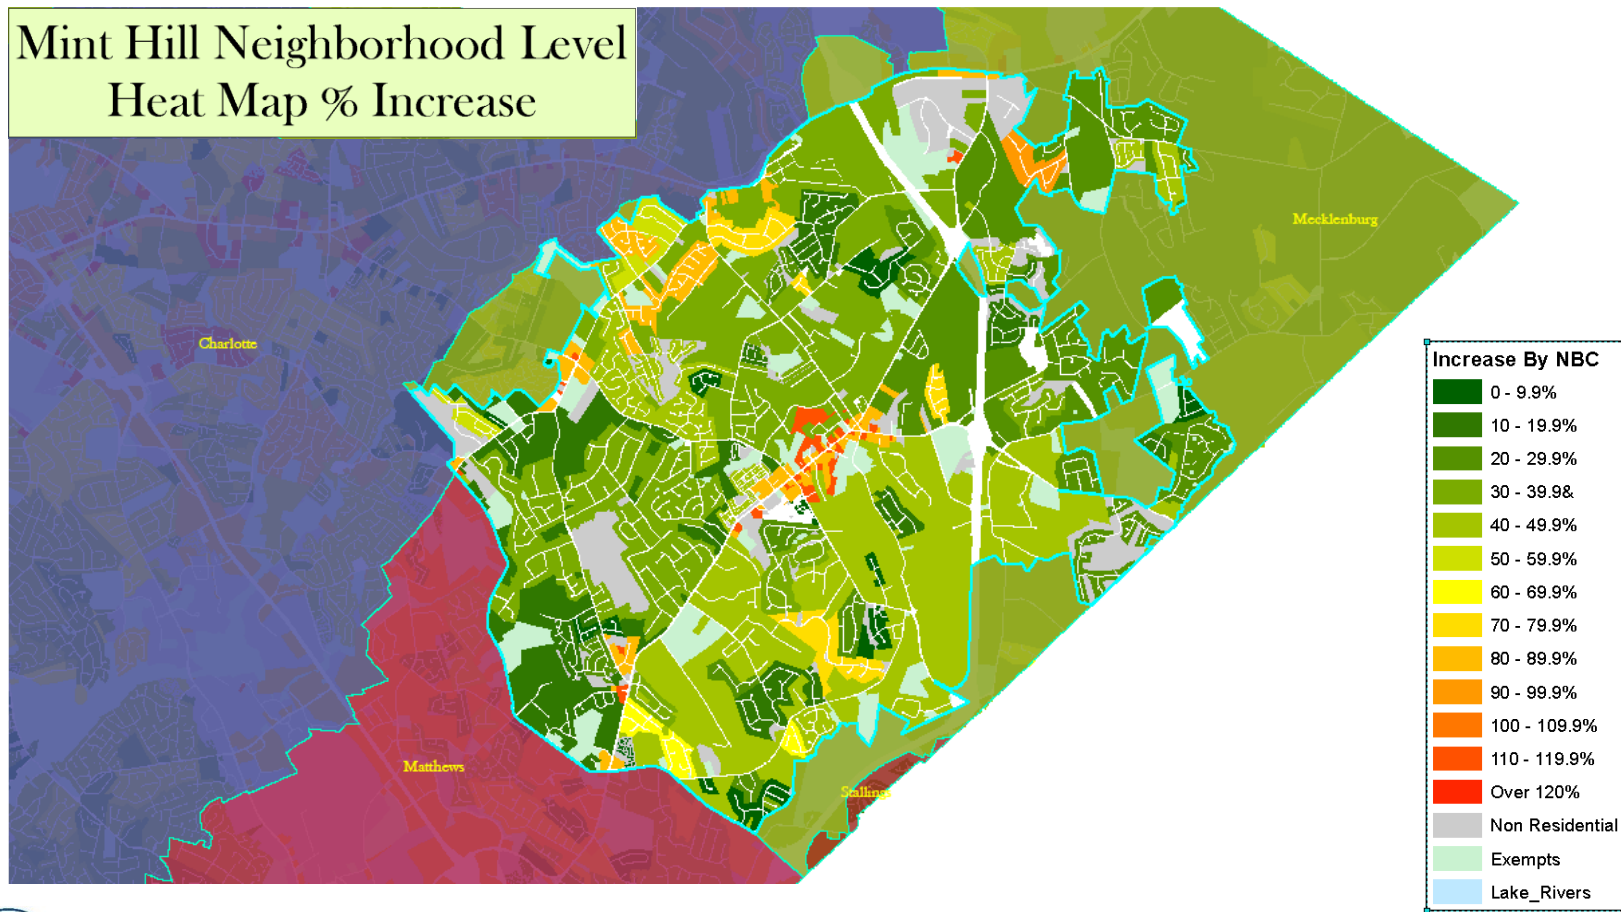 Mint Hill Neighborhood Level
Heat Map % Increase
Mecklenburg
Charlotte
Matthews
Stallings
Increase By NBC
0 - 9.9%
10 - 19.9%
20 - 29.9%
30 - 39.9&
40 - 49.9%
50 - 59.9%
60 - 69.9%
70 - 79.9%
80 - 89.9%
90 - 99.9%
100 - 109.9%
110 - 119.9%
Over 120%
Non Residential
Exempts
Lake_Rivers